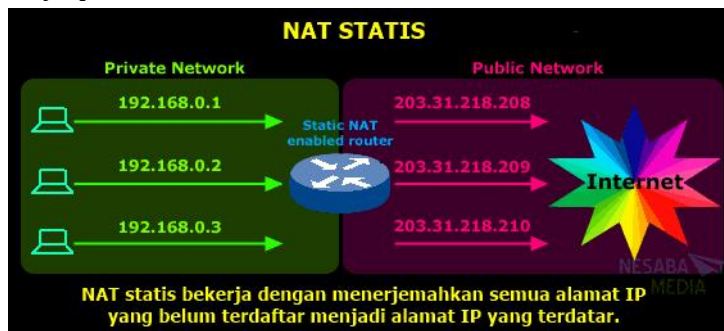 NAT STATIS
Private Network
Public Network
192.168.0.1
203.31.218.208
Static NAT
enabled router
192.168.0.2
203.31.218.209
Internet
192.168.0.3
203.31.218.210
NESABA
MEDIA
NAT statis bekerja dengan menerjemahkan semua alamat IP
yang belum terdaftar menjadi alamat IP yang terdatar.